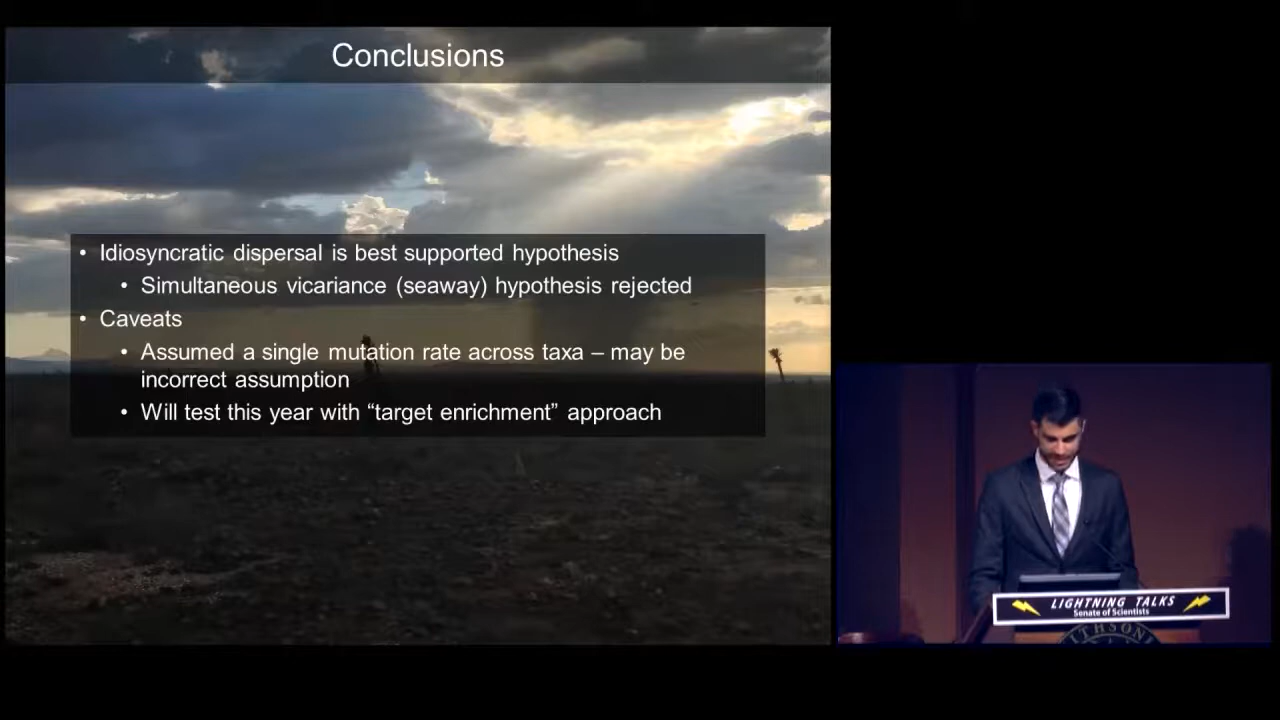 Conclusions
• Idiosyncratic dispersal is best supported hypothesis
• Simultaneous vicariance (seaway) hypothesis rejected
• Caveats
• Assumed a single mutation rate across taxa – may be
incorrect assumption
• Will test this year with “target enrichment” approach
LIGHTNING TALKS
Senate of Scientists